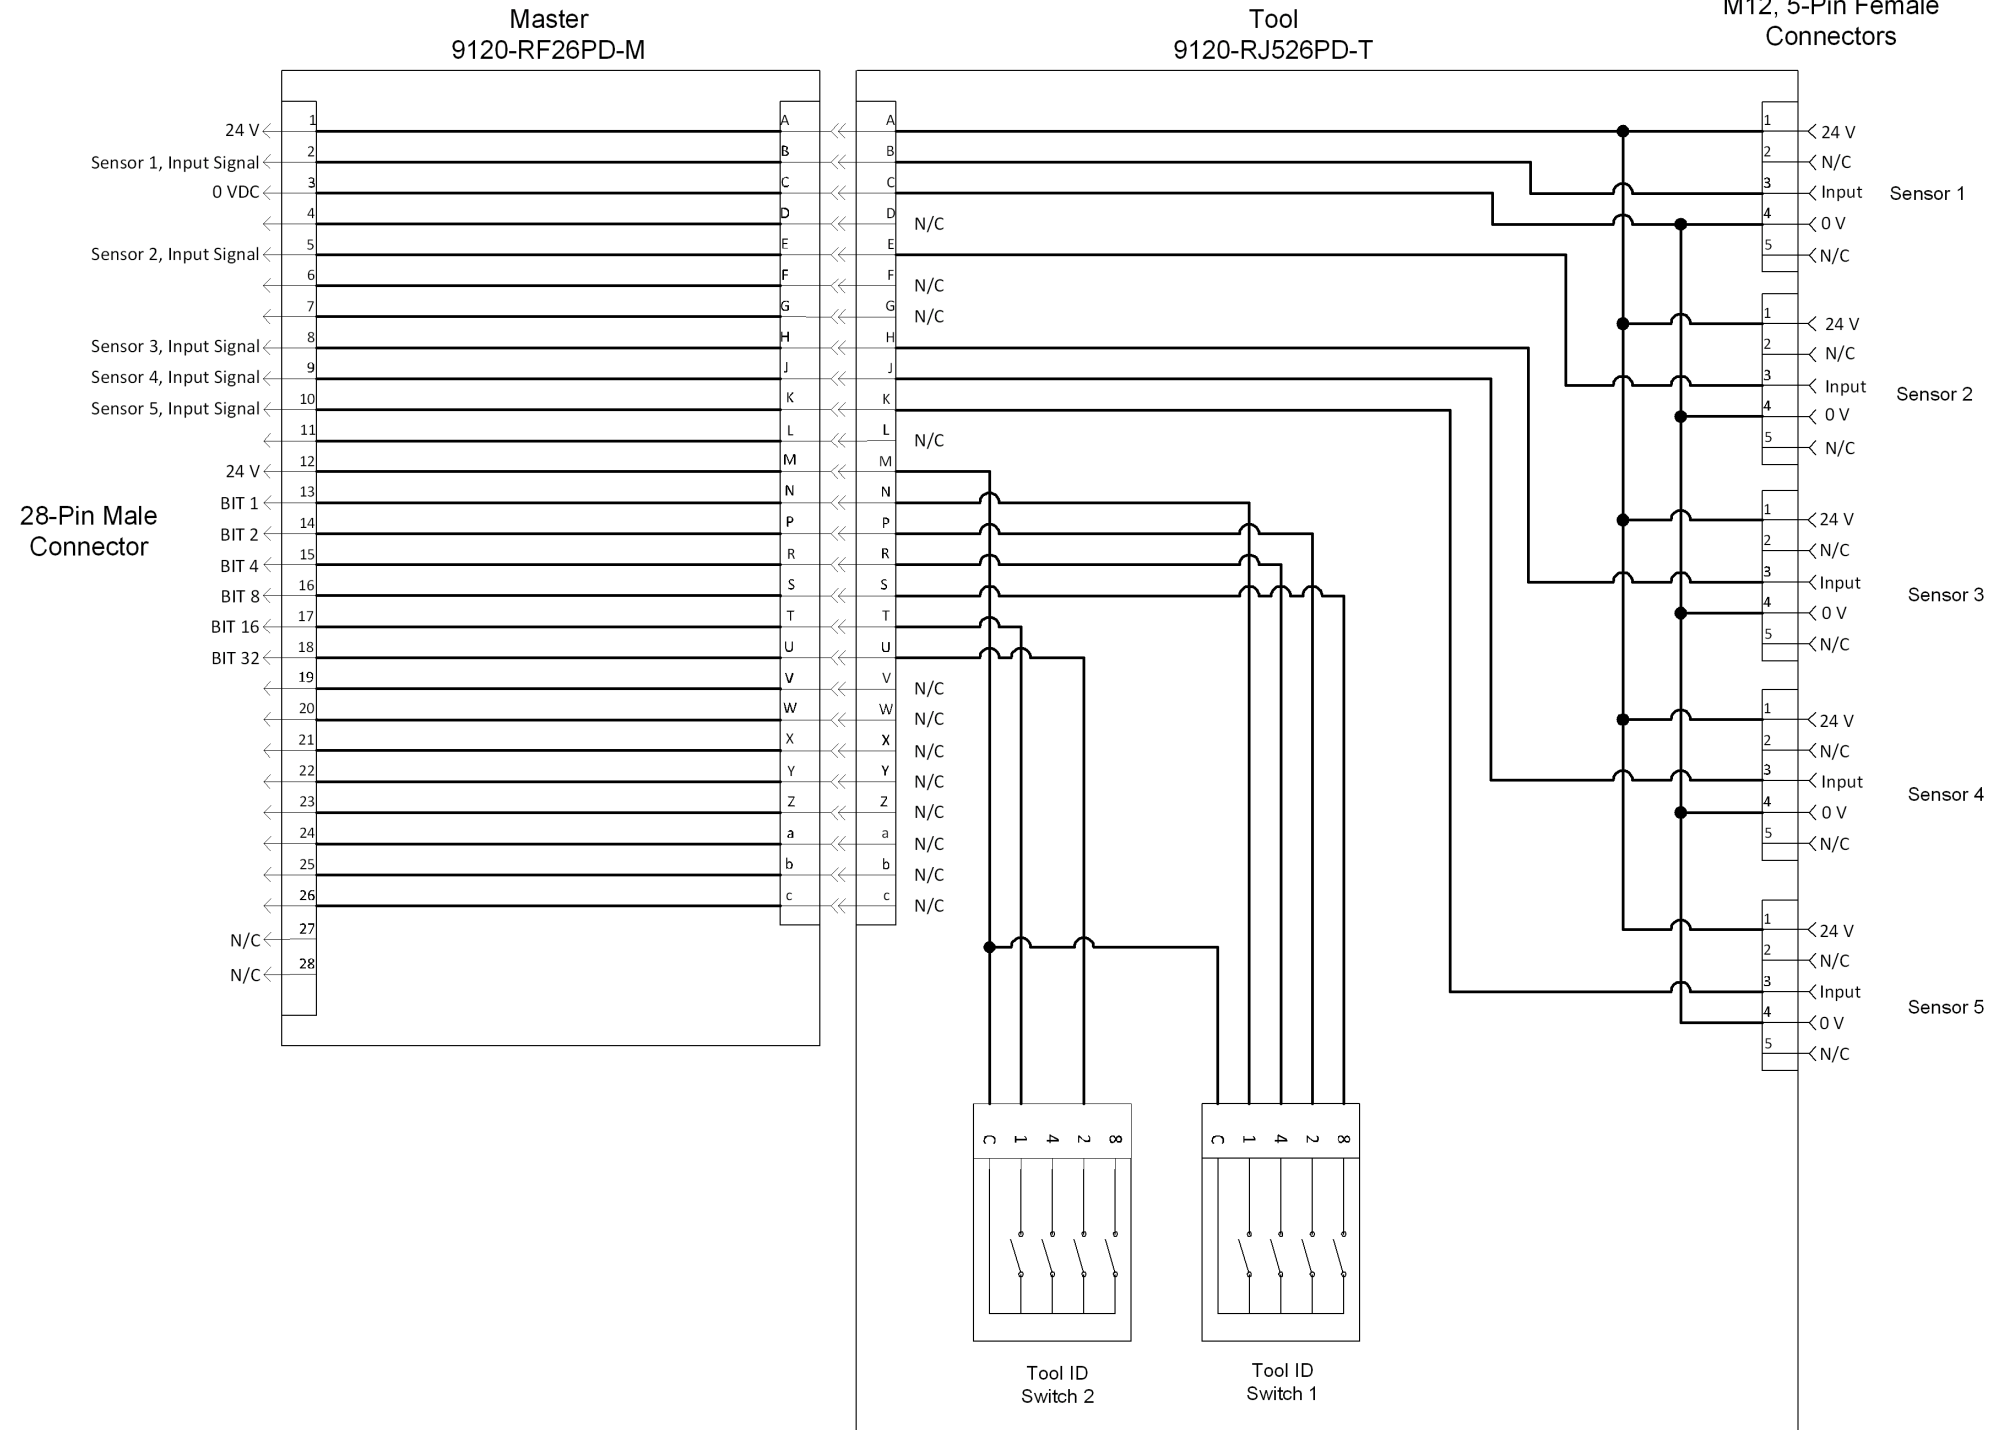 Master
9120-RF26PD-M
Tool
9120-RJ526PD-T
M12, 5-Pin Female
Connectors
28-Pin Male
Connector
24 V 1 A
Sensor 1, Input Signal 2 B
0 VDC 3 C
4 D
Sensor 2, Input Signal 5 E
6 F
7 G
Sensor 3, Input Signal 8 H
Sensor 4, Input Signal 9 J
Sensor 5, Input Signal 10 K
11 L
24 V 12 M
BIT 1 13 N
BIT 2 14 P
BIT 4 15 R
BIT 8 16 S
BIT 16 17 T
BIT 32 18 U
19 V
20 W
21 X
22 Y
23 Z
24 a
25 b
26 c
N/C 27
N/C 28
A
B
C
D N/C
E
F N/C
G N/C
H
J
K
L N/C
M
N
P
R
S
T
U
V N/C
W N/C
X N/C
Y N/C
Z N/C
a N/C
b N/C
c N/C
1 24 V
2 N/C
3 Input
4 0 V
5 N/C
Sensor 1
1 24 V
2 N/C
3 Input
4 0 V
5 N/C
Sensor 2
1 24 V
2 N/C
3 Input
4 0 V
5 N/C
Sensor 3
1 24 V
2 N/C
3 Input
4 0 V
5 N/C
Sensor 4
1 24 V
2 N/C
3 Input
4 0 V
5 N/C
Sensor 5
C 1 4 2 8
Tool ID
Switch 2
C 1 4 2 8
Tool ID
Switch 1